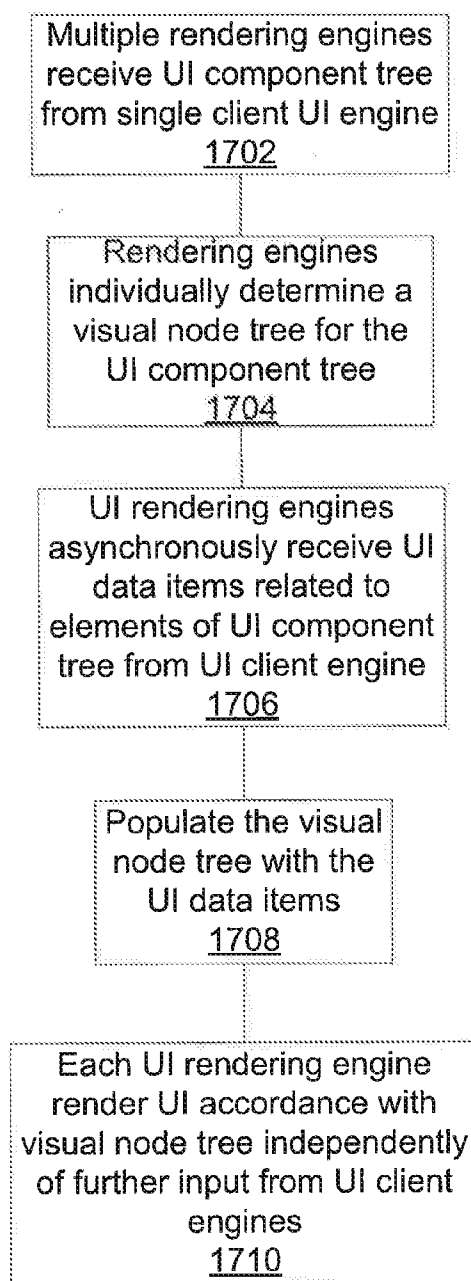 Multiple rendering engines
receive UI component tree
from single client UI engine
1702
Rendering engines
individually determine a
visual node tree for the
UI component tree
1704
UI rendering engines
asynchronously receive UI
data items related to
elements of UI component
tree from UI client engine
1706
Populate the visual
node tree with the
UI data items
1708
Each UI rendering engine
render UI accordance with
visual node tree independently
of further input from UI client
engines
1710